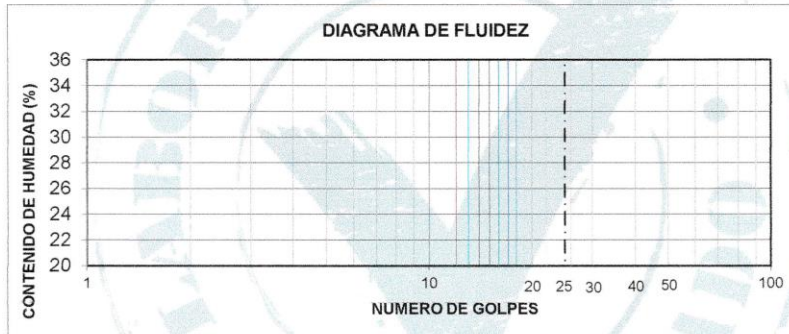 DIAGRAMA DE FLUIDEZ
CONTENIDO DE HUMEDAD (%)
36
34
32
30
28
26
24
22
20
1 10 20 25 30 40 50 100
NUMERO DE GOLPES